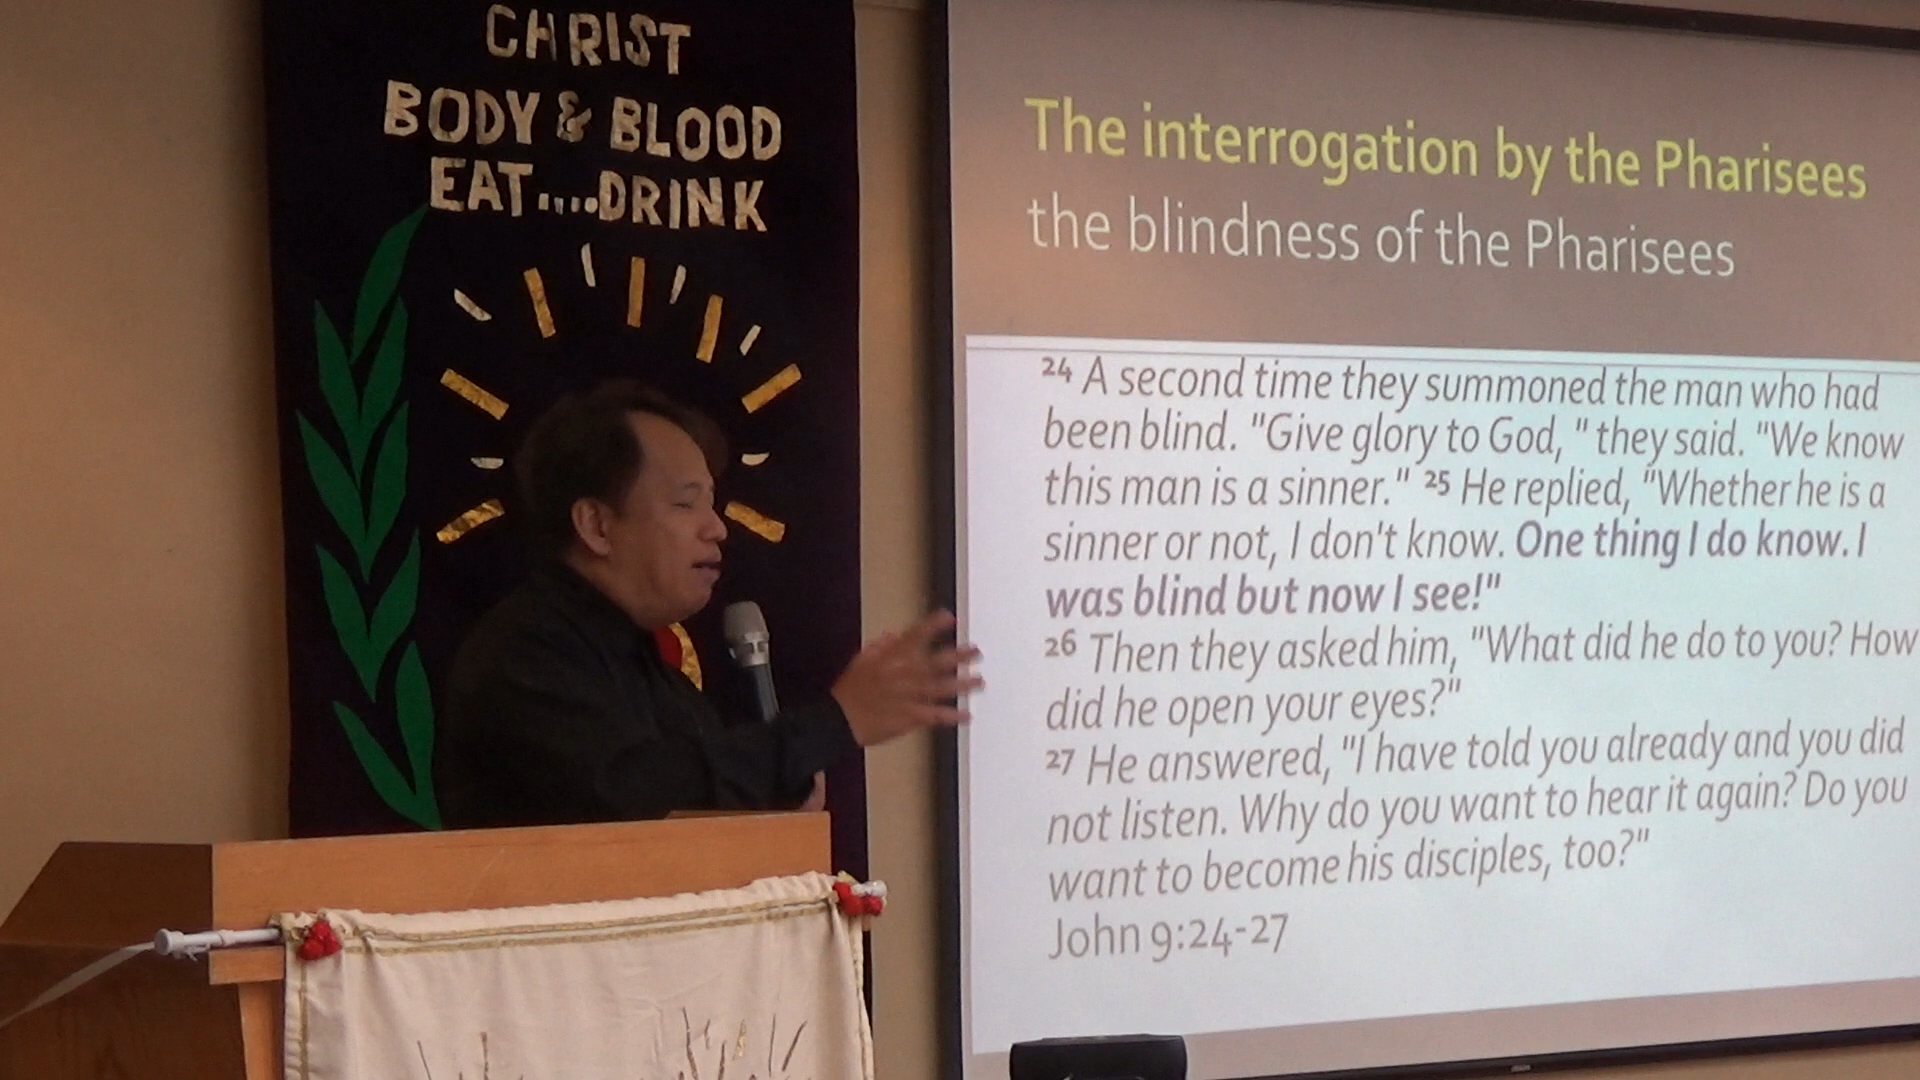 CHRIST
BODY & BLOOD
EAT....DRINK
The interrogation by the Pharisees
the blindness of the Pharisees
24 A second time they summoned the man who had
been blind. "Give glory to God, " they said. "We know
this man is a sinner." 25 He replied, "Whether he is a
sinner or not, I don't know. One thing I do know. I
was blind but now I see!"
26 Then they asked him, "What did he do to you? How
did he open your eyes?"
27 He answered, "I have told you already and you did
not listen. Why do you want to hear it again? Do you
want to become his disciples, too?"
John 9:24-27